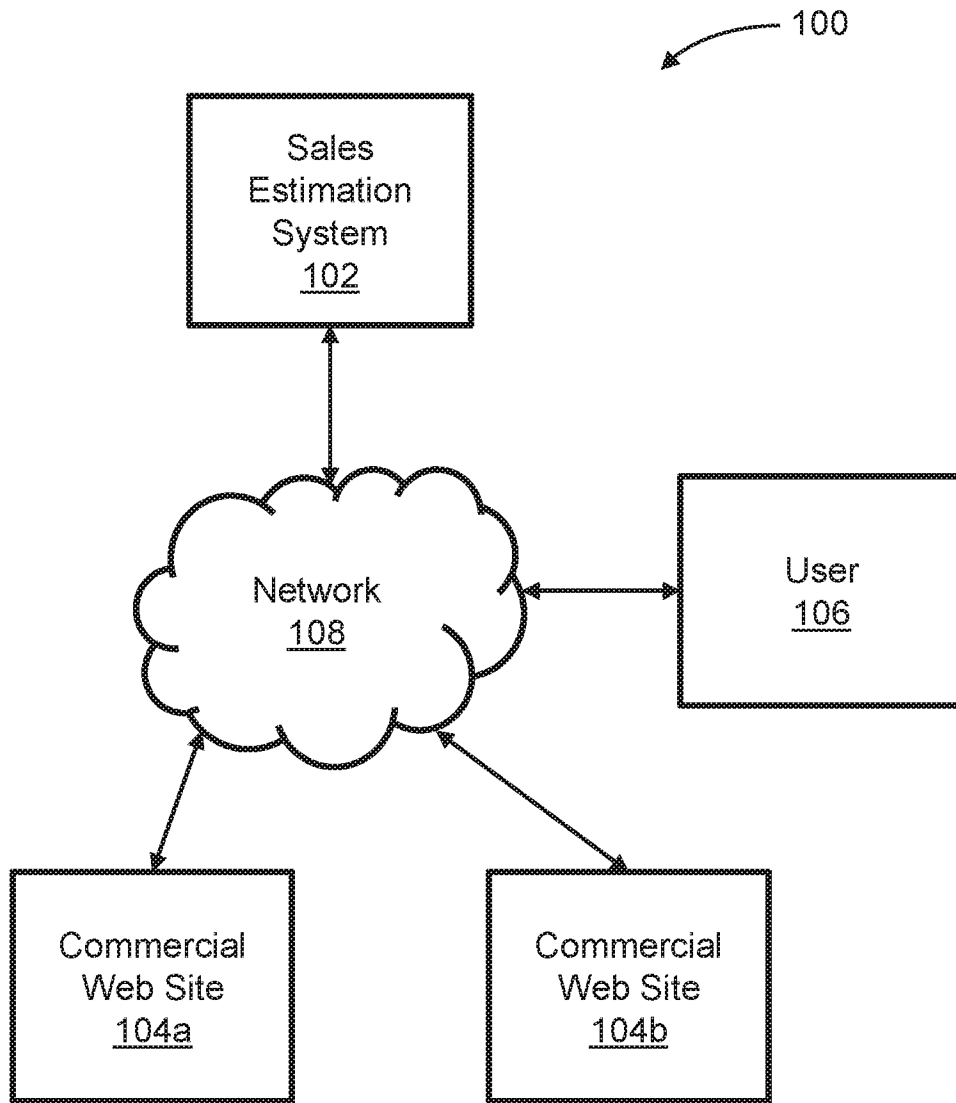 100
Sales
Estimation
System
102
Network
108
User
106
Commercial
Web Site
104a
Commercial
Web Site
104b